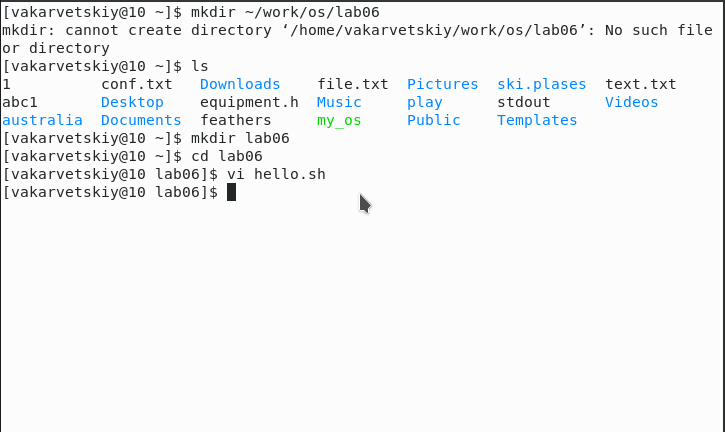 [vakarvetskiy@10 ~]$ mkdir ~/work/os/lab06
mkdir: cannot create directory ‘/home/vakarvetskiy/work/os/lab06’: No such file
or directory
[vakarvetskiy@10 ~]$ ls
1          conf.txt   Downloads    file.txt  Pictures  ski.plases  text.txt
abc1       Desktop    equipment.h  Music     play      stdout      Videos
australia  Documents  feathers     my_os     Public    Templates
[vakarvetskiy@10 ~]$ mkdir lab06
[vakarvetskiy@10 ~]$ cd lab06
[vakarvetskiy@10 lab06]$ vi hello.sh
[vakarvetskiy@10 lab06]$